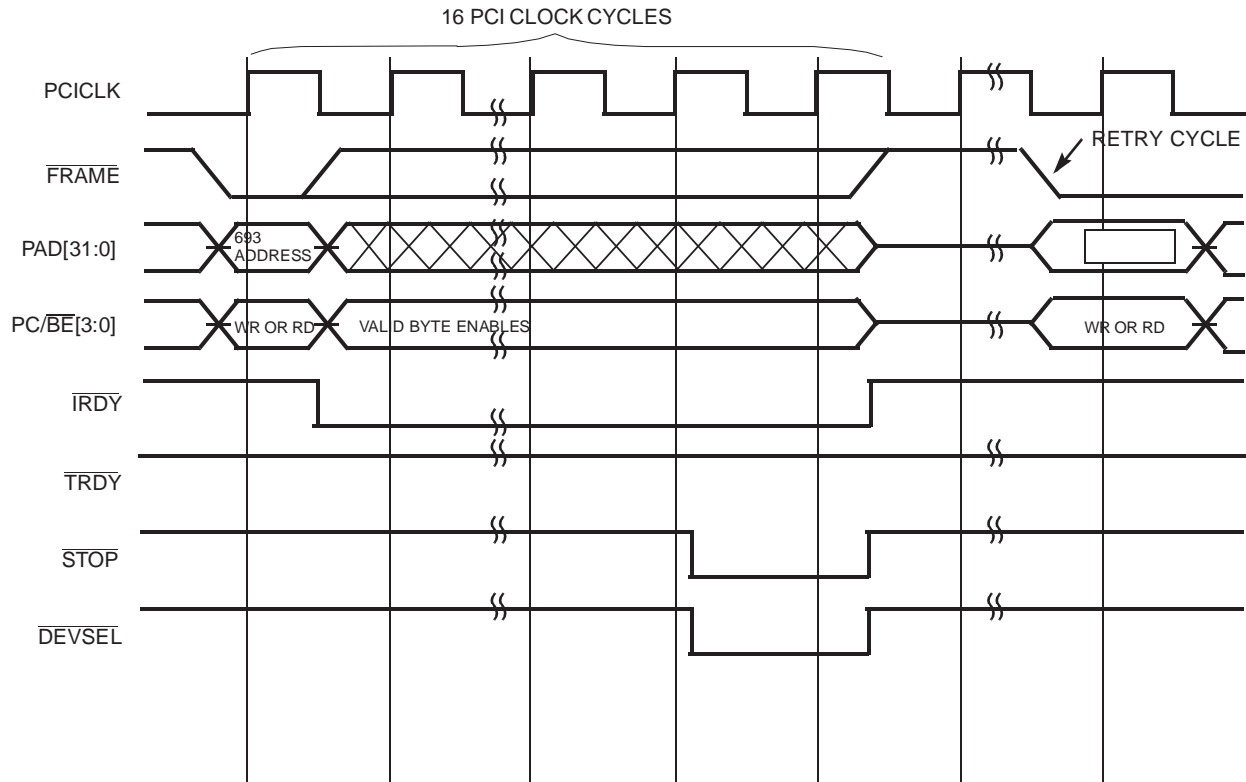 16 PCI CLOCK CYCLES
PCICLK
FRAME
RETRY CYCLE
PAD[31:0]
693
ADDRESS
PC/BE[3:0]
WR OR RD
VALID BYTE ENABLES
WR OR RD
IRDY
TRDY
STOP
DEVSEL